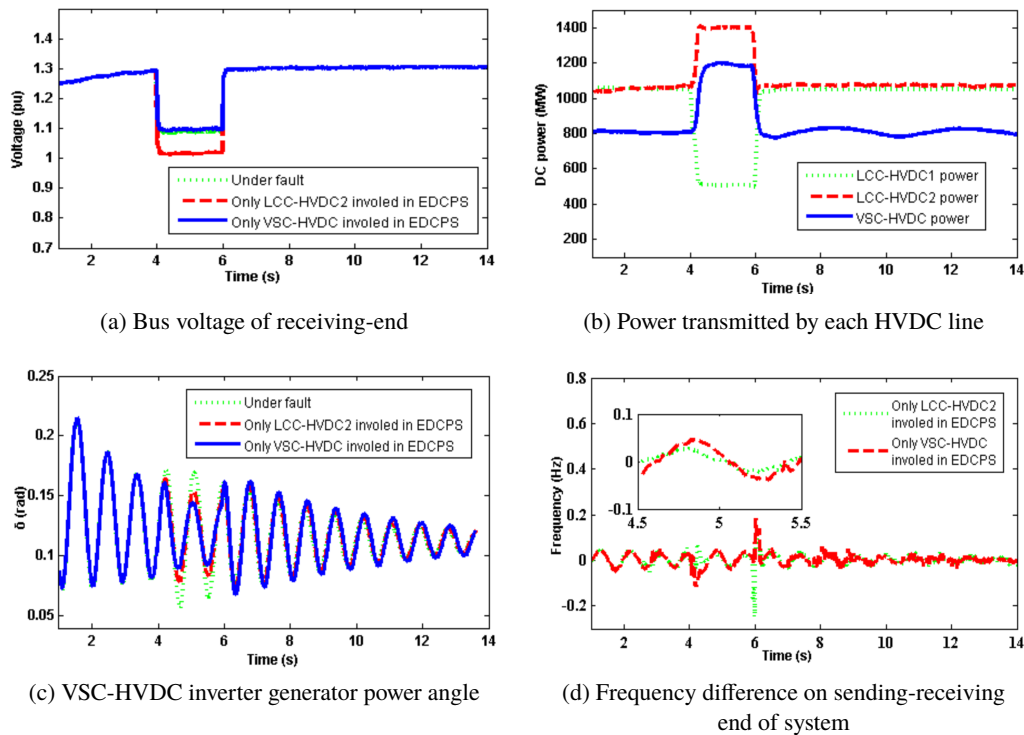 1.4
1.3
1.2
1.1
1
0.9
0.8
0.7
Voltage (pu)
Under fault
Only LCC-HVDC2 involed in EDCPS
Only VSC-HVDC involed in EDCPS
2 4 6 8 10 12 14
Time (s)
(a) Bus voltage of receiving-end
1400
1200
1000
800
600
400
200
DC power (MW)
LCC-HVDC1 power
LCC-HVDC2 power
VSC-HVDC power
2 4 6 8 10 12 14
Time (s)
(b) Power transmitted by each HVDC line
0.25
0.2
0.15
0.1
0.05
δ (rad)
Under fault
Only LCC-HVDC2 involed in EDCPS
Only VSC-HVDC involed in EDCPS
2 4 6 8 10 12 14
Time (s)
(c) VSC-HVDC inverter generator power angle
0.8
0.6
0.4
0.2
0
-0.2
Frequency (Hz)
0.1
0
-0.1
4.5 5 5.5
Only LCC-HVDC2
involed in EDCPS
Only VSC-HVDC
involed in EDCPS
2 4 6 8 10 12 14
Time (s)
(d) Frequency difference on sending-receiving
end of system